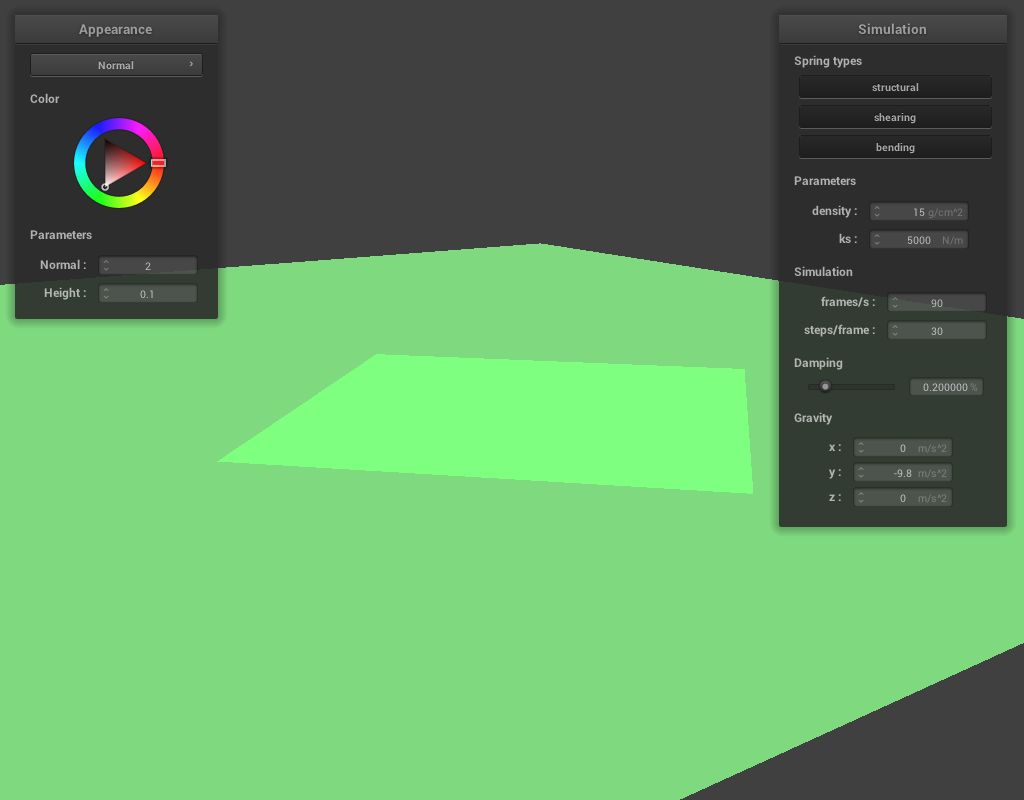 Appearance
Normal ›
Color
Parameters
Normal : 2
Height : 0.1
Simulation
Spring types
structural
shearing
bending
Parameters
density : 15 g/cm^2
ks : 5000 N/m
Simulation
frames/s : 90
steps/frame : 30
Damping
0.200000 %
Gravity
x : 0 m/s^2
y : -9.8 m/s^2
z : 0 m/s^2